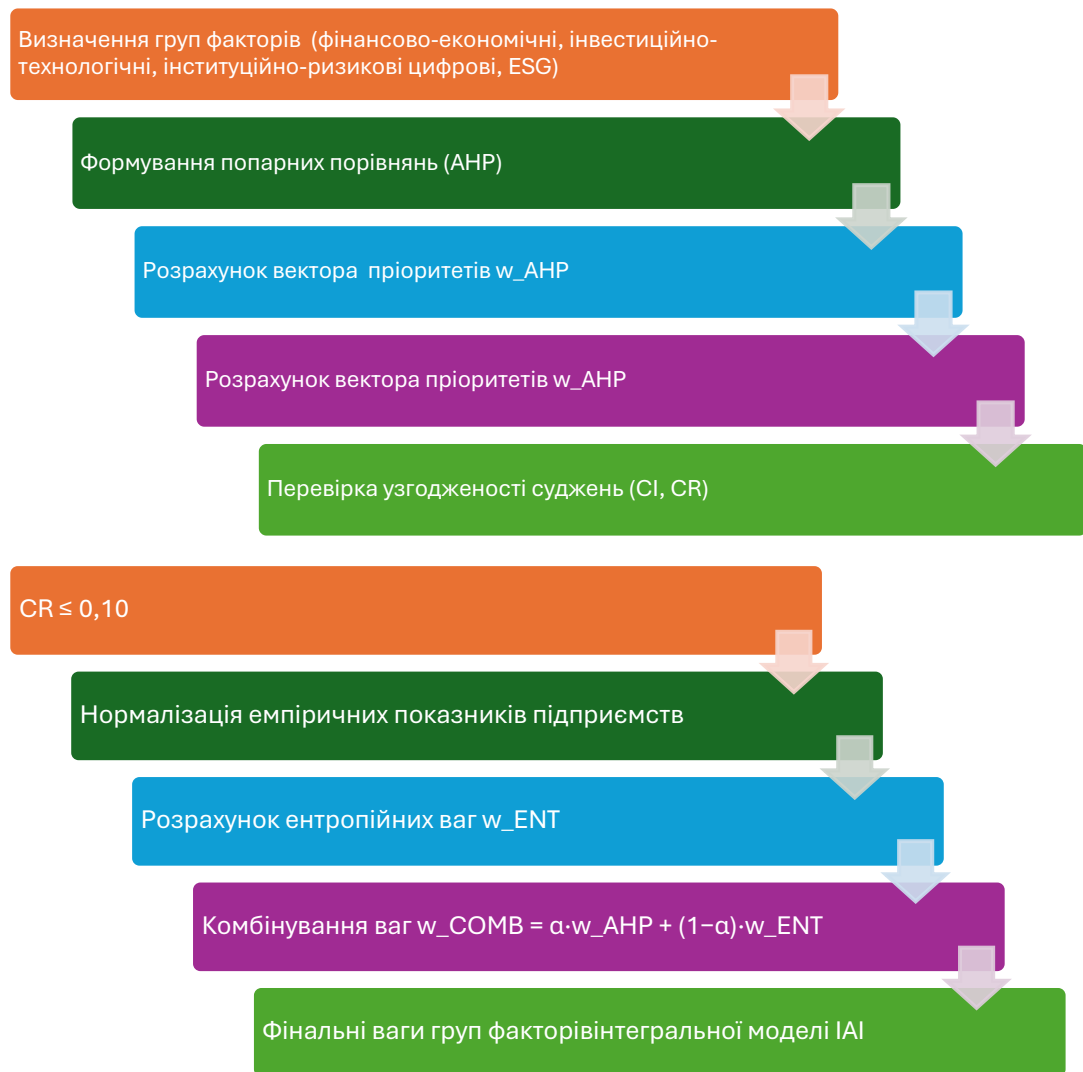 Визначення груп факторів  (фінансово-економічні, інвестиційно-
технологічні, інституційно-ризикові цифрові, ESG)
Формування попарних порівнянь (AHP)
Розрахунок вектора  пріоритетів w_AHP
Розрахунок вектора пріоритетів w_AHP
Перевірка узгодженості суджень (CI, CR)
CR ≤ 0,10
Нормалізація емпіричних показників підприємств
Розрахунок ентропійних ваг w_ENT
Комбінування ваг w_COMB = α·w_AHP + (1−α)·w_ENT
Фінальні ваги груп факторівінтегральної моделі IAI